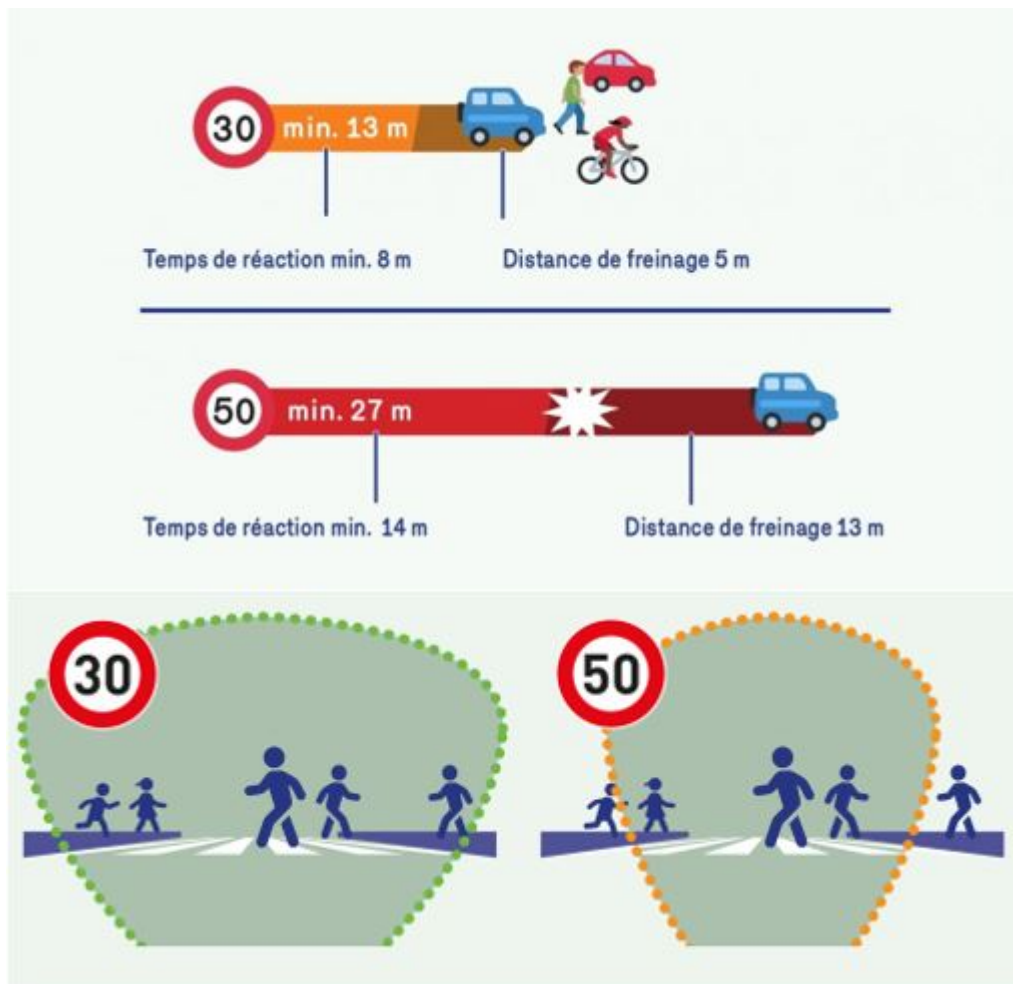 30 min. 13 m
Temps de réaction min. 8 m
Distance de freinage 5 m
50 min. 27 m
Temps de réaction min. 14 m
Distance de freinage 13 m
30
50